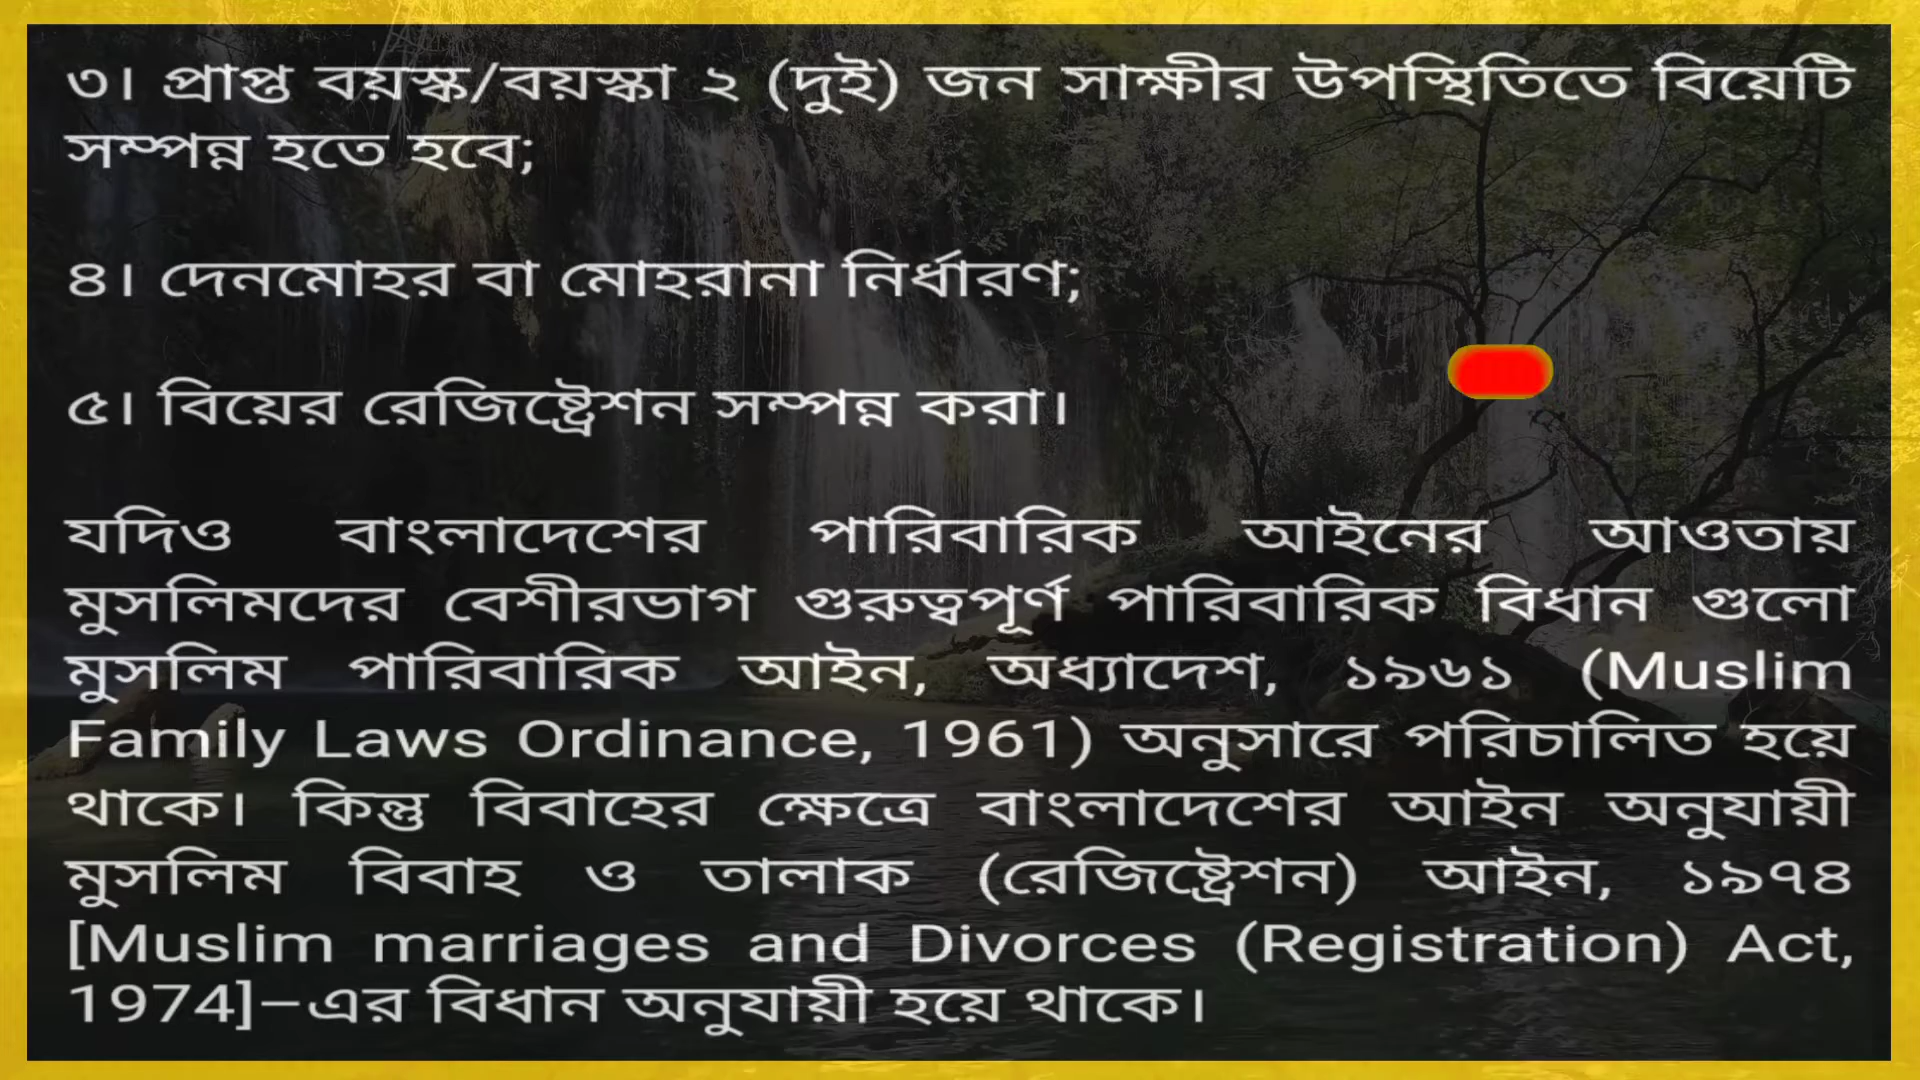 ৩। প্রাপ্ত বয়স্ক/বয়স্কা ২ (দুই) জন সাক্ষীর উপস্থিতিতে বিয়েটি
সম্পন্ন হতে হবে;
৪। দেনমোহর বা মোহরানা নির্ধারণ;
৫। বিয়ের রেজিষ্ট্রেশন সম্পন্ন করা।
যদিও বাংলাদেশের পারিবারিক আইনের আওতায়
মুসলিমদের বেশীরভাগ গুরুত্বপূর্ণ পারিবারিক বিধান গুলো
মুসলিম পারিবারিক আইন, অধ্যাদেশ, ১৯৬১ (Muslim
Family Laws Ordinance, 1961) অনুসারে পরিচালিত হয়ে
থাকে। কিন্তু বিবাহের ক্ষেত্রে বাংলাদেশের আইন অনুযায়ী
মুসলিম বিবাহ ও তালাক (রেজিষ্ট্রেশন) আইন, ১৯৭৪
[Muslim marriages and Divorces (Registration) Act,
1974]–এর বিধান অনুযায়ী হয়ে থাকে।